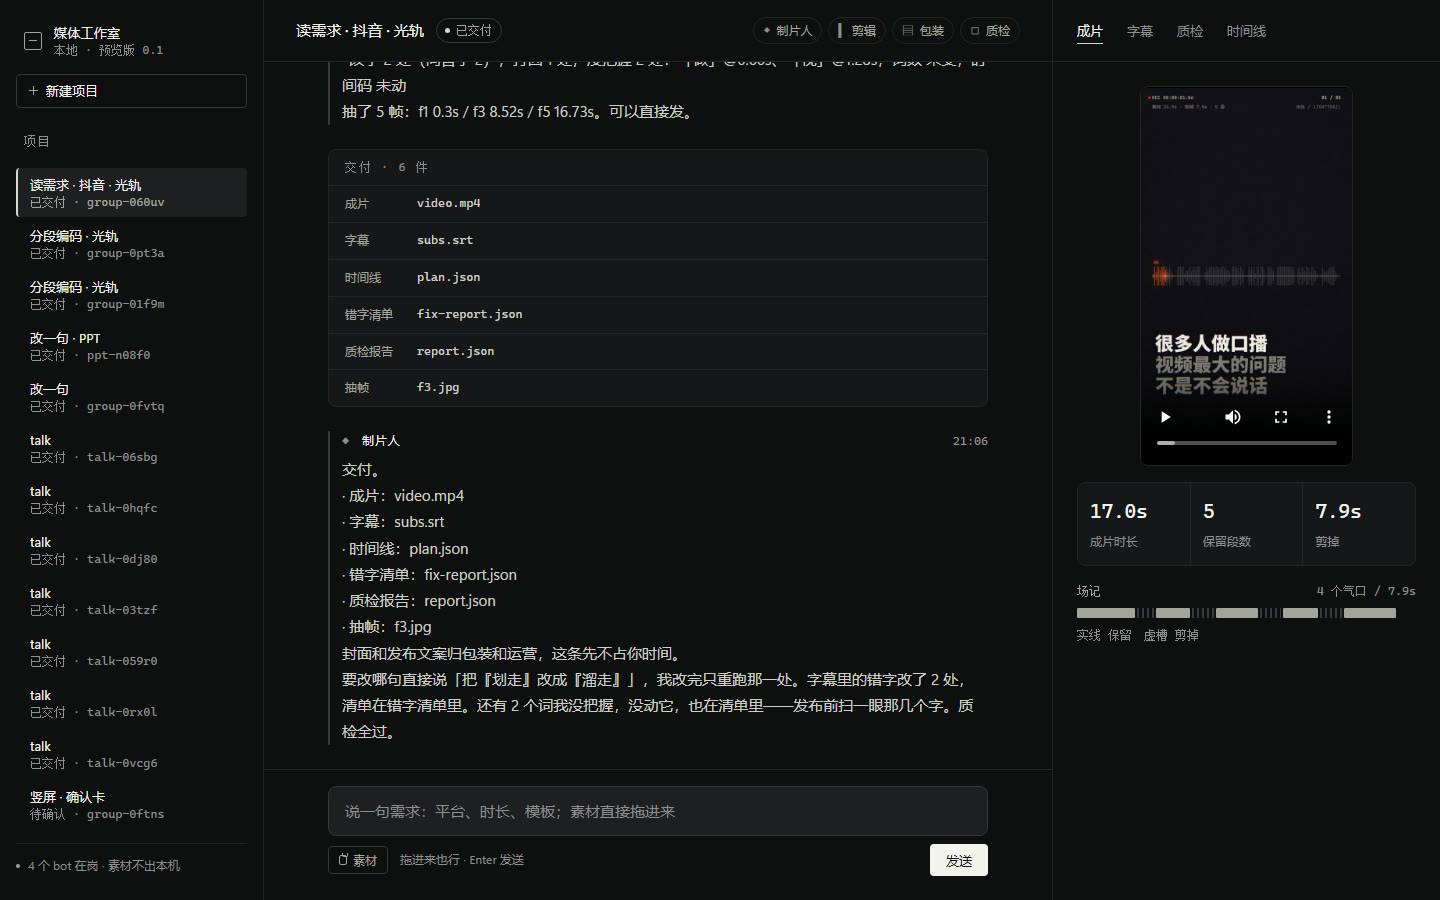 媒体工作室
本地 · 预览版 0.1
+ 新建项目
项目
读需求 · 抖音 · 光轨
已交付 · group-060uv
分段编码 · 光轨
已交付 · group-0pt3a
分段编码 · 光轨
已交付 · group-01f9m
改一句 · PPT
已交付 · ppt-n08f0
改一句
已交付 · group-0fvtq
talk
已交付 · talk-06sbg
talk
已交付 · talk-0hqfc
talk
已交付 · talk-0dj80
talk
已交付 · talk-03tzf
talk
已交付 · talk-059r0
talk
已交付 · talk-0rx0l
talk
已交付 · talk-0vcg6
竖屏 · 确认卡
待确认 · group-0ftns
4 个 bot 在岗 · 素材不出本机
读需求 · 抖音 · 光轨
已交付
制片人
剪辑
包装
质检
间码 未动
抽了 5 帧：f1 0.3s / f3 8.52s / f5 16.73s。可以直接发。
交付 · 6 件
成片 video.mp4
字幕 subs.srt
时间线 plan.json
错字清单 fix-report.json
质检报告 report.json
抽帧 f3.jpg
制片人 21:06
交付。
· 成片：video.mp4
· 字幕：subs.srt
· 时间线：plan.json
· 错字清单：fix-report.json
· 质检报告：report.json
· 抽帧：f3.jpg
封面和发布文案归包装和运营，这条先不占你时间。
要改哪句直接说「把『划走』改成『溜走』」，我改完只重跑那一处。字幕里的错字改了 2 处，
清单在错字清单里。还有 2 个词我没把握，没动它，也在清单里——发布前扫一眼那几个字。质
检全过。
说一句需求：平台、时长、模板；素材直接拖进来
素材
拖进来也行 · Enter 发送
发送
成片
字幕
质检
时间线
很多人做口播
视频最大的问题
不是不会说话
17.0s
成片时长
5
保留段数
7.9s
剪掉
场记
4 个气口 / 7.9s
实线 保留 虚槽 剪掉